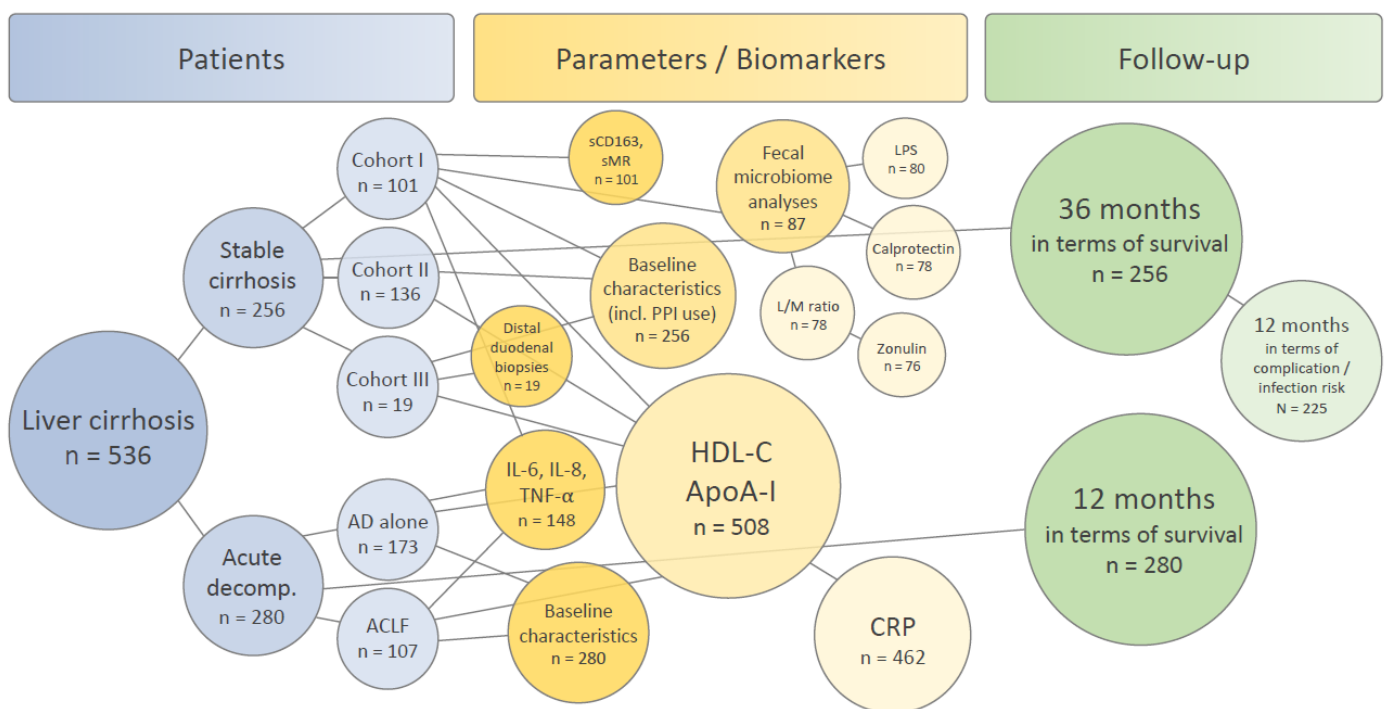 Patients
Parameters / Biomarkers
Follow-up
Liver cirrhosis
n = 536
Stable
cirrhosis
n = 256
Acute
decomp.
n = 280
Cohort I
n = 101
Cohort II
n = 136
Cohort III
n = 19
AD alone
n = 173
ACLF
n = 107
sCD163,
sMR
n = 101
Baseline
characteristics
(incl. PPI use)
n = 256
Distal
duodenal
biopsies
n = 19
IL-6, IL-8,
TNF-α
n = 148
Baseline
characteristics
n = 280
Fecal
microbiome
analyses
n = 87
LPS
n = 80
Calprotectin
n = 78
L/M ratio
n = 78
Zonulin
n = 76
HDL-C
ApoA-I
n = 508
CRP
n = 462
36 months
in terms of survival
n = 256
12 months
in terms of
complication /
infection risk
N = 225
12 months
in terms of survival
n = 280